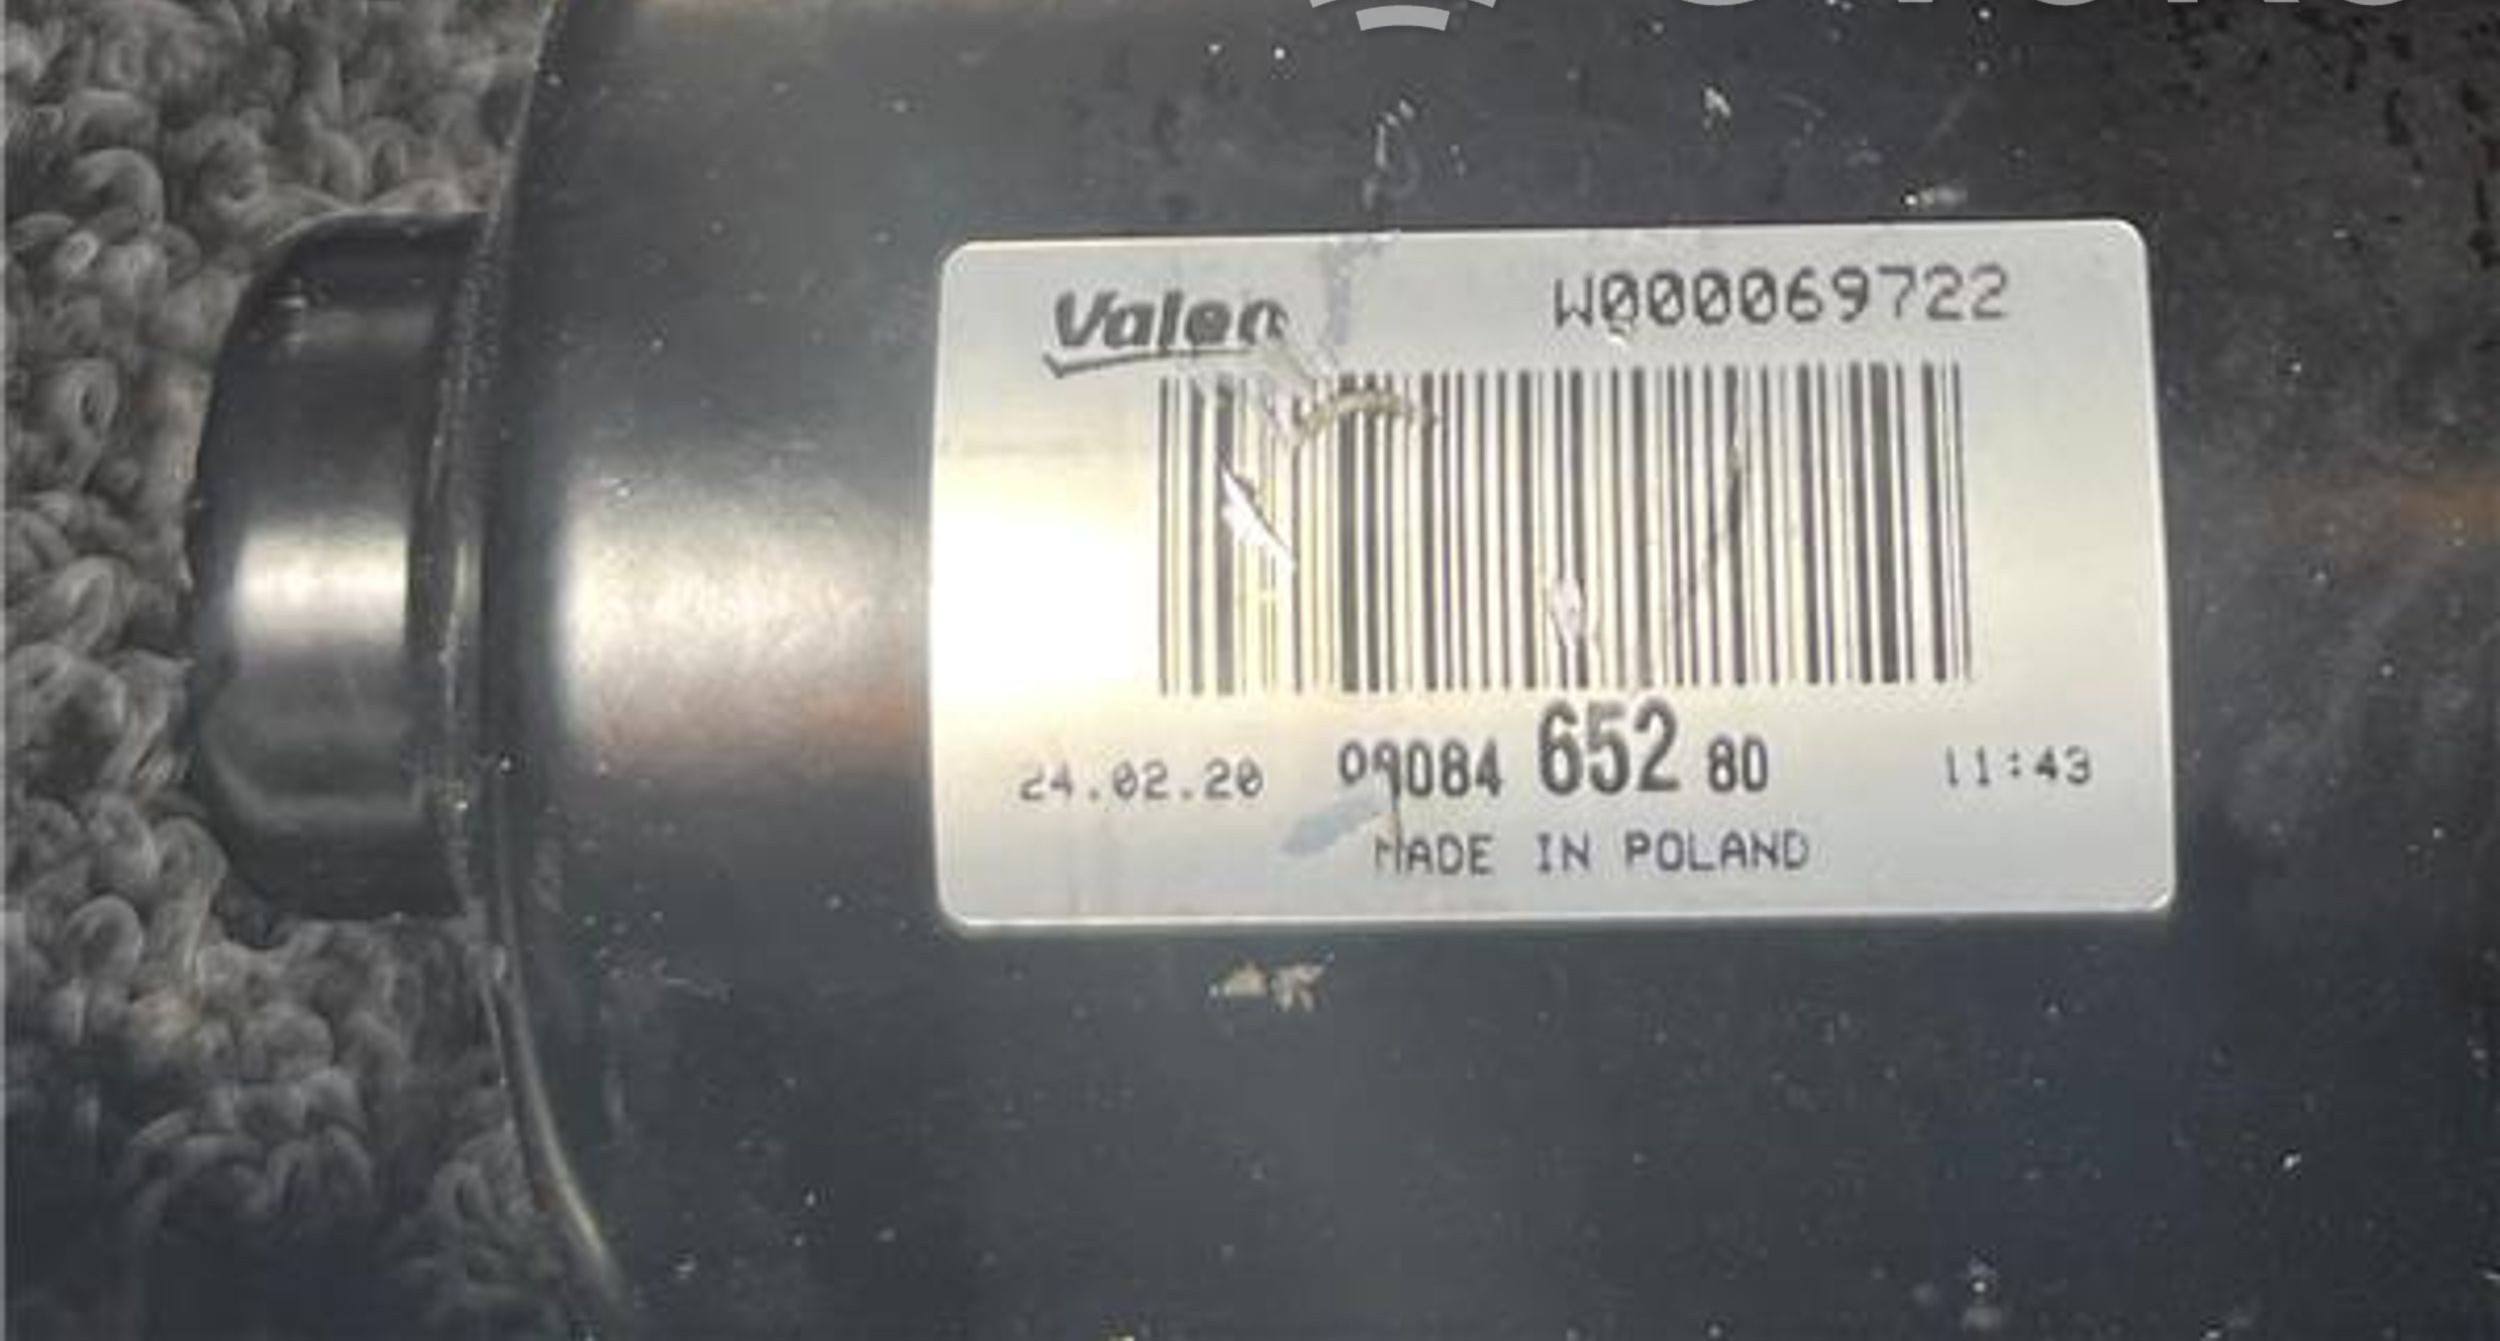 Valeo W000069722
24.02.20 09084 652 80 11:43
MADE IN POLAND